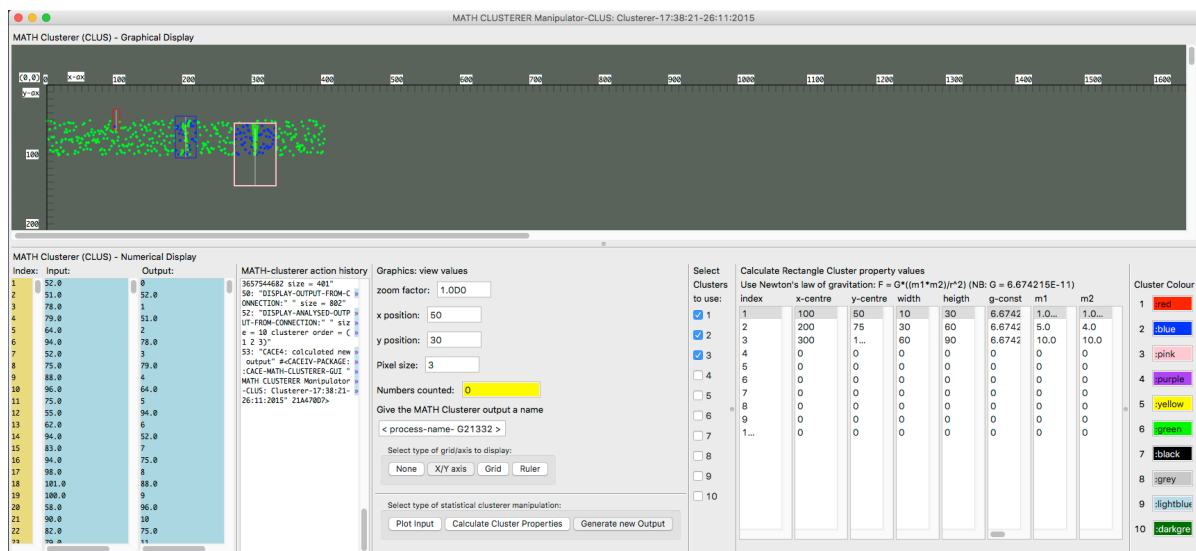 MATH CLUSTERER Manipulator-CLUS: Clusterer-17:38:21-26:11:2015
MATH Clusterer (CLUS) - Graphical Display
(0,0) 0 x-ax 100 200 300 400 500 600 700 800 900 1000 1100 1200 1300 1400 1500 1600
y-ax
100
200
MATH Clusterer (CLUS) - Numerical Display
Index: Input: Output:
1 52.0 0
2 51.0 52.0
3 78.0 1
4 79.0 51.0
5 64.0 2
6 94.0 78.0
7 52.0 3
8 75.0 79.0
9 88.0 4
10 96.0 64.0
11 75.0 5
12 55.0 94.0
13 62.0 6
14 94.0 52.0
15 83.0 7
16 94.0 75.0
17 98.0 8
18 101.0 88.0
19 100.0 9
20 58.0 96.0
21 90.0 10
22 82.0 75.0
23 79.0 11
MATH-clusterer action history
3657544682 size = 401"
50: "DISPLAY-OUTPUT-FROM-C
ONNECTION:" " size = 802"
52: "DISPLAY-ANALYSED-OUTP
UT-FROM-CONNECTION:" " siz
e = 10 clusterer order = (
1 2 3)"
53: "CACE4: calculated new
output" #<CACEIV-PACKAGE:
:CACE-MATH-CLUSTERER-GUI "
MATH CLUSTERER Manipulator
-CLUS: Clusterer-17:38:21-
26:11:2015" 21A470D7>
Graphics: view values
zoom factor: 1.0D0
x position: 50
y position: 30
Pixel size: 3
Numbers counted: 0
Give the MATH Clusterer output a name
< process-name- G21332 >
Select type of grid/axis to display:
None X/Y axis Grid Ruler
Select type of statistical clusterer manipulation:
Plot Input Calculate Cluster Properties Generate new Output
Select
Clusters
to use:
1
2
3
4
5
6
7
8
9
10
Calculate Rectangle Cluster property values
Use Newton's law of gravitation: F = G*((m1*m2)/r^2) (NB: G = 6.674215E-11)
index x-centre y-centre width heigth g-const m1 m2
1 100 50 10 30 6.6742 1.0... 1.0...
2 200 75 30 60 6.6742 5.0 4.0
3 300 1... 60 90 6.6742 10.0 10.0
4 0 0 0 0 0 0 0
5 0 0 0 0 0 0 0
6 0 0 0 0 0 0 0
7 0 0 0 0 0 0 0
8 0 0 0 0 0 0 0
9 0 0 0 0 0 0 0
1... 0 0 0 0 0 0 0
Cluster Colour
1 :red
2 :blue
3 :pink
4 :purple
5 :yellow
6 :green
7 :black
8 :grey
9 :lightblue
10 :darkgre